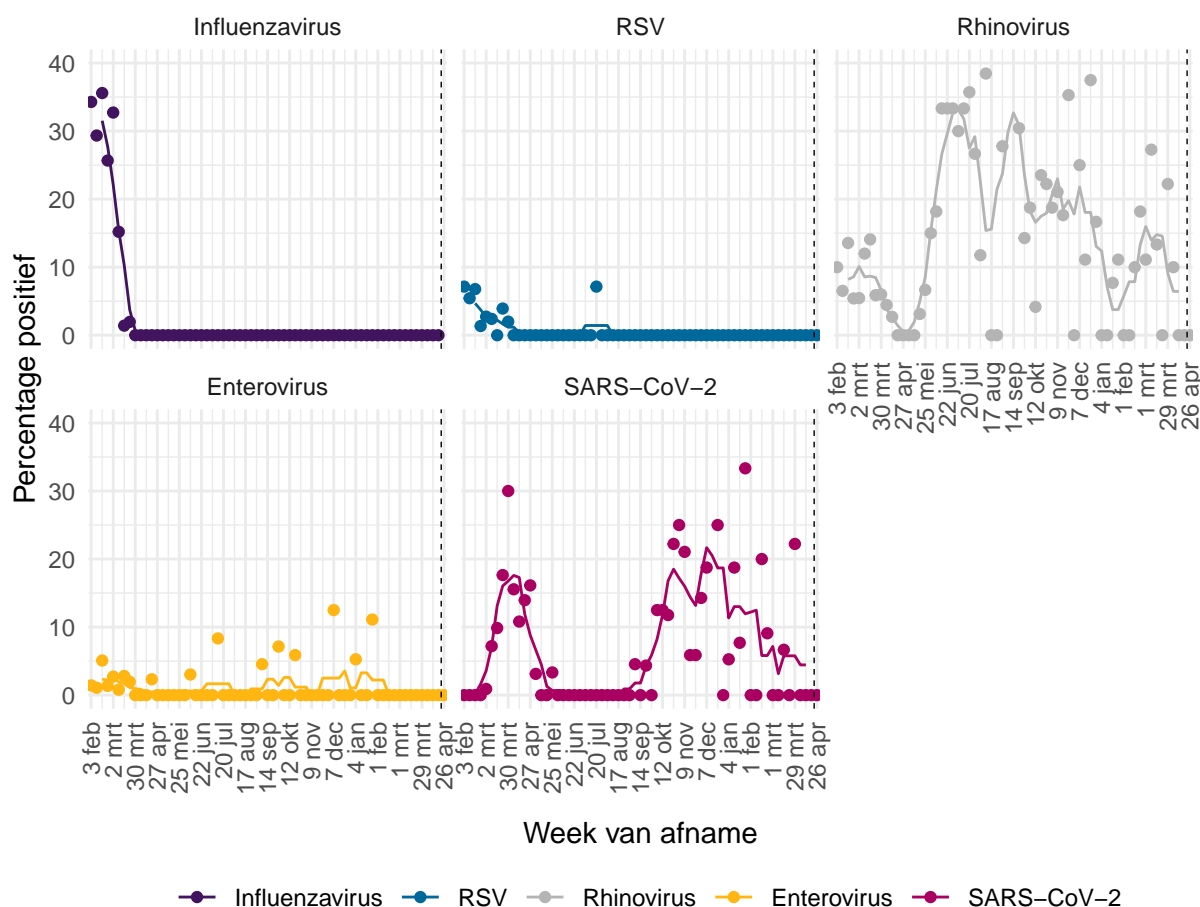 Influenzavirus RSV Rhinovirus
Percentage positief
40
30
20
10
0
3 feb 2 mrt 30 mrt 27 apr 25 mei 22 jun 20 jul 17 aug 14 sep 12 okt 9 nov 7 dec 4 jan 1 feb 1 mrt 29 mrt 26 apr
Enterovirus SARS−CoV−2
40
30
20
10
0
3 feb 2 mrt 30 mrt 27 apr 25 mei 22 jun 20 jul 17 aug 14 sep 12 okt 9 nov 7 dec 4 jan 1 feb 1 mrt 29 mrt 26 apr
3 feb 2 mrt 30 mrt 27 apr 25 mei 22 jun 20 jul 17 aug 14 sep 12 okt 9 nov 7 dec 4 jan 1 feb 1 mrt 29 mrt 26 apr
Week van afname
Influenzavirus RSV Rhinovirus Enterovirus SARS−CoV−2